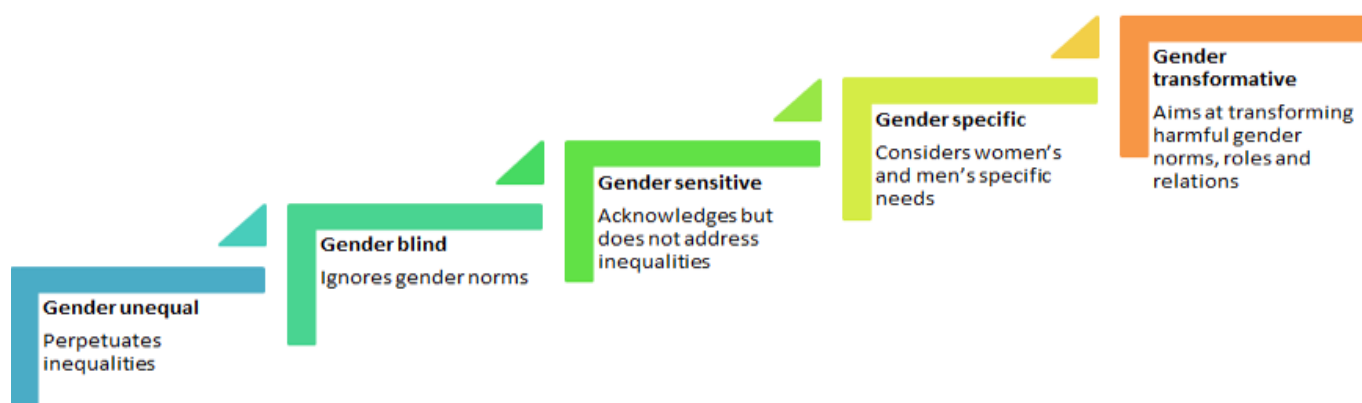 Gender unequal
Perpetuates
inequalities
Gender blind
Ignores gender norms
Gender sensitive
Acknowledges but
does not address
inequalities
Gender specific
Considers women's
and men's specific
needs
Gender
transformative
Aims at transforming
harmful gender
norms, roles and
relations